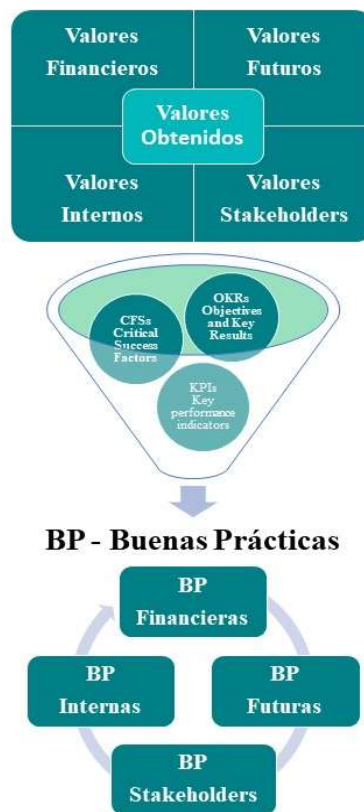 Valores
Financieros
Valores
Futuros
Valores
Obtenidos
Valores
Internos
Valores
Stakeholders
OKRs
Objectives
and Key
Results
CFSs
Critical
Success
Factors
KPIs
Key
performance
indicators
BP - Buenas Prácticas
BP
Financieras
BP
Internas
BP
Futuras
BP
Stakeholders